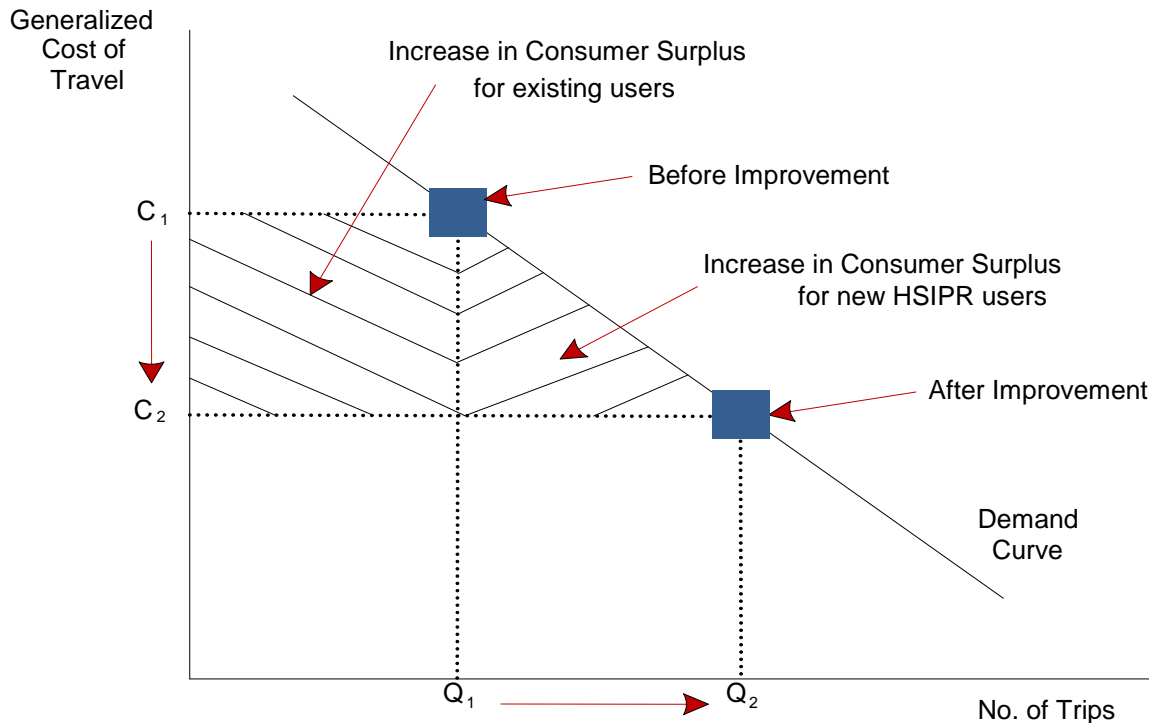 Generalized
Cost of
Travel
Increase in Consumer Surplus
for existing users
Before Improvement
C₁
Increase in Consumer Surplus
for new HSIPR users
After Improvement
C₂
Demand
Curve
Q₁
Q₂
No. of Trips